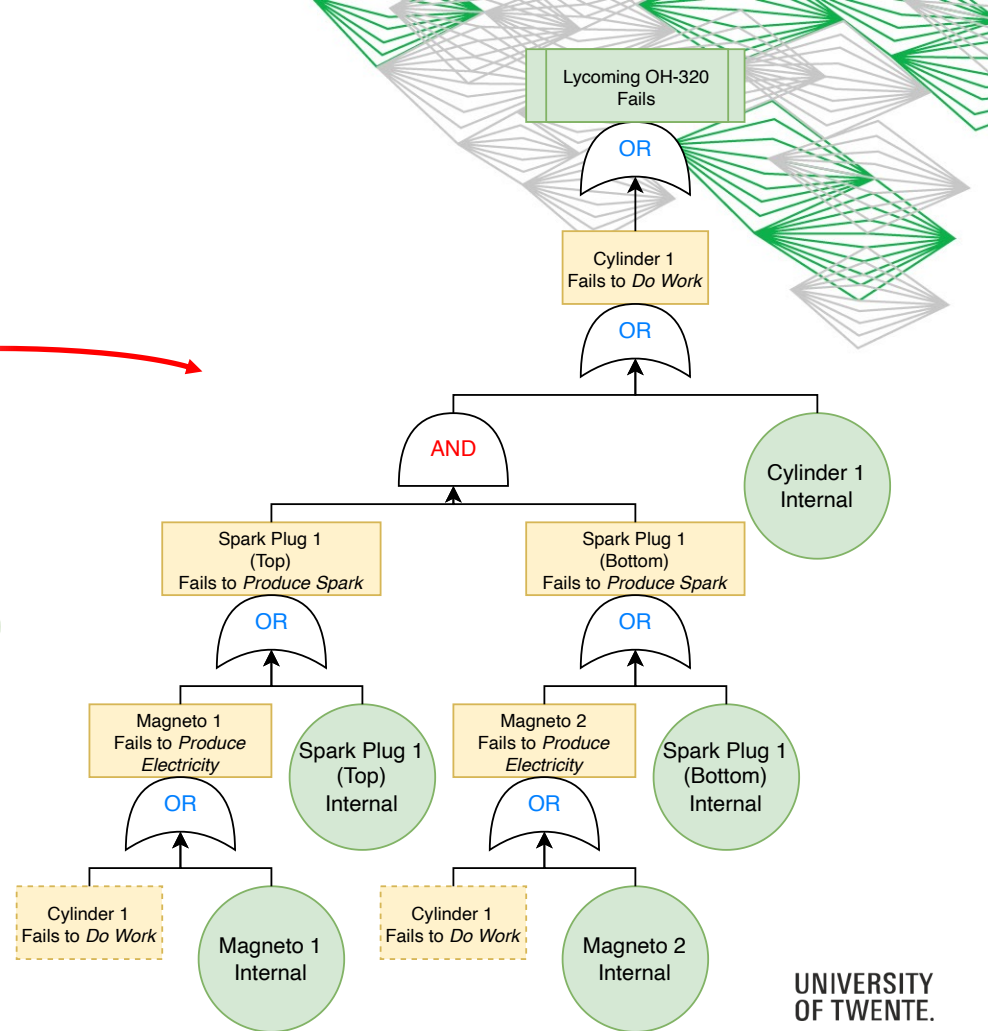 Lycoming OH-320
Fails
OR
Cylinder 1
Fails to Do Work
OR
AND
Cylinder 1
Internal
Spark Plug 1
(Top)
Fails to Produce Spark
Spark Plug 1
(Bottom)
Fails to Produce Spark
OR
OR
Magneto 1
Fails to Produce
Electricity
Spark Plug 1
(Top)
Internal
Magneto 2
Fails to Produce
Electricity
Spark Plug 1
(Bottom)
Internal
OR
OR
Cylinder 1
Fails to Do Work
Magneto 1
Internal
Cylinder 1
Fails to Do Work
Magneto 2
Internal
UNIVERSITY
OF TWENTE.